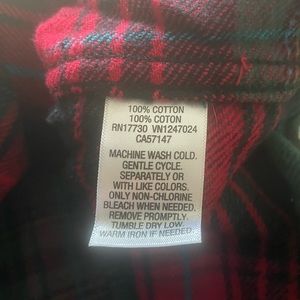 100% COTTON
100% COTON
RN17730 VN1247024
CA57147
MACHINE WASH COLD.
GENTLE CYCLE.
SEPARATELY OR
WITH LIKE COLORS.
ONLY NON-CHLORINE
BLEACH WHEN NEEDED.
REMOVE PROMPTLY.
TUMBLE DRY LOW.
WARM IRON IF NEEDED.